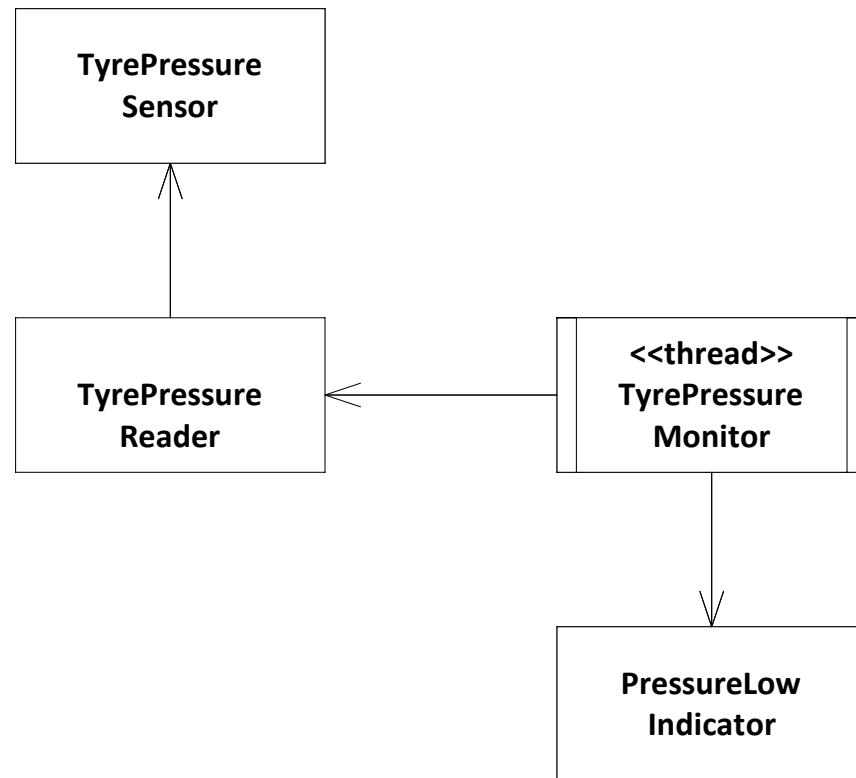 TyrePressure
Sensor
TyrePressure
Reader
<<thread>>
TyrePressure
Monitor
PressureLow
Indicator